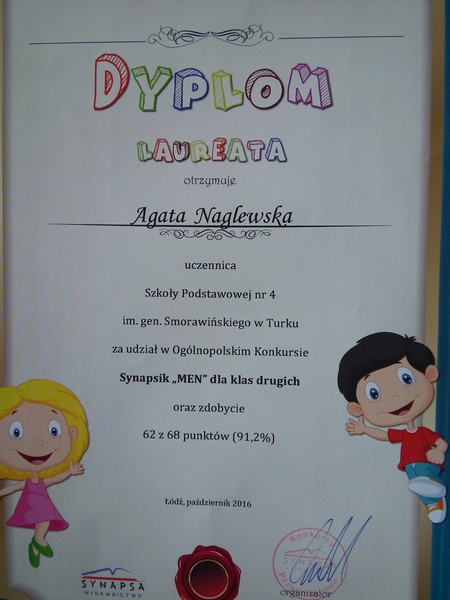 DYPLOM
LAUREATA
otrzymuje
Agata Naglewska
uczennica
Szkoły Podstawowej nr 4
im. gen. Smorawińskiego w Turku
za udział w Ogólnopolskim Konkursie
Synapsik „MEN” dla klas drugich
oraz zdobycie
62 z 68 punktów (91,2%)
Łódź, październik 2016
SYNAPSA
WYDAWNICTWO
organizator